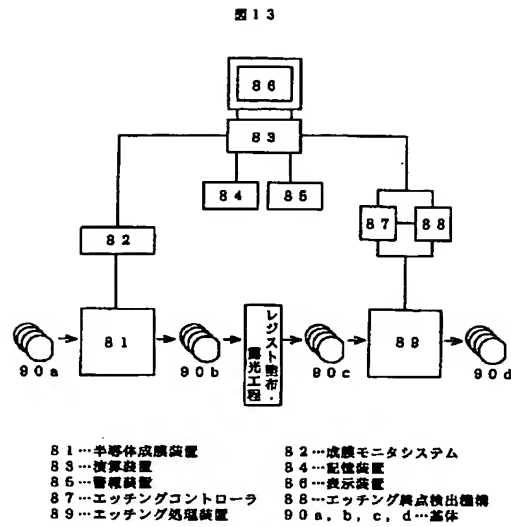 図13
86
83
84 85
87 88
82
81
レジスト塗布・
露光工程
89
90a 90b 90c 90d
81…半導体成膜装置 82…成膜モニタシステム
83…演算装置 84…記憶装置
85…警報装置 86…表示装置
87…エッチングコントローラ 88…エッチング終点検出機構
89…エッチング処理装置 90a, b, c, d…基体